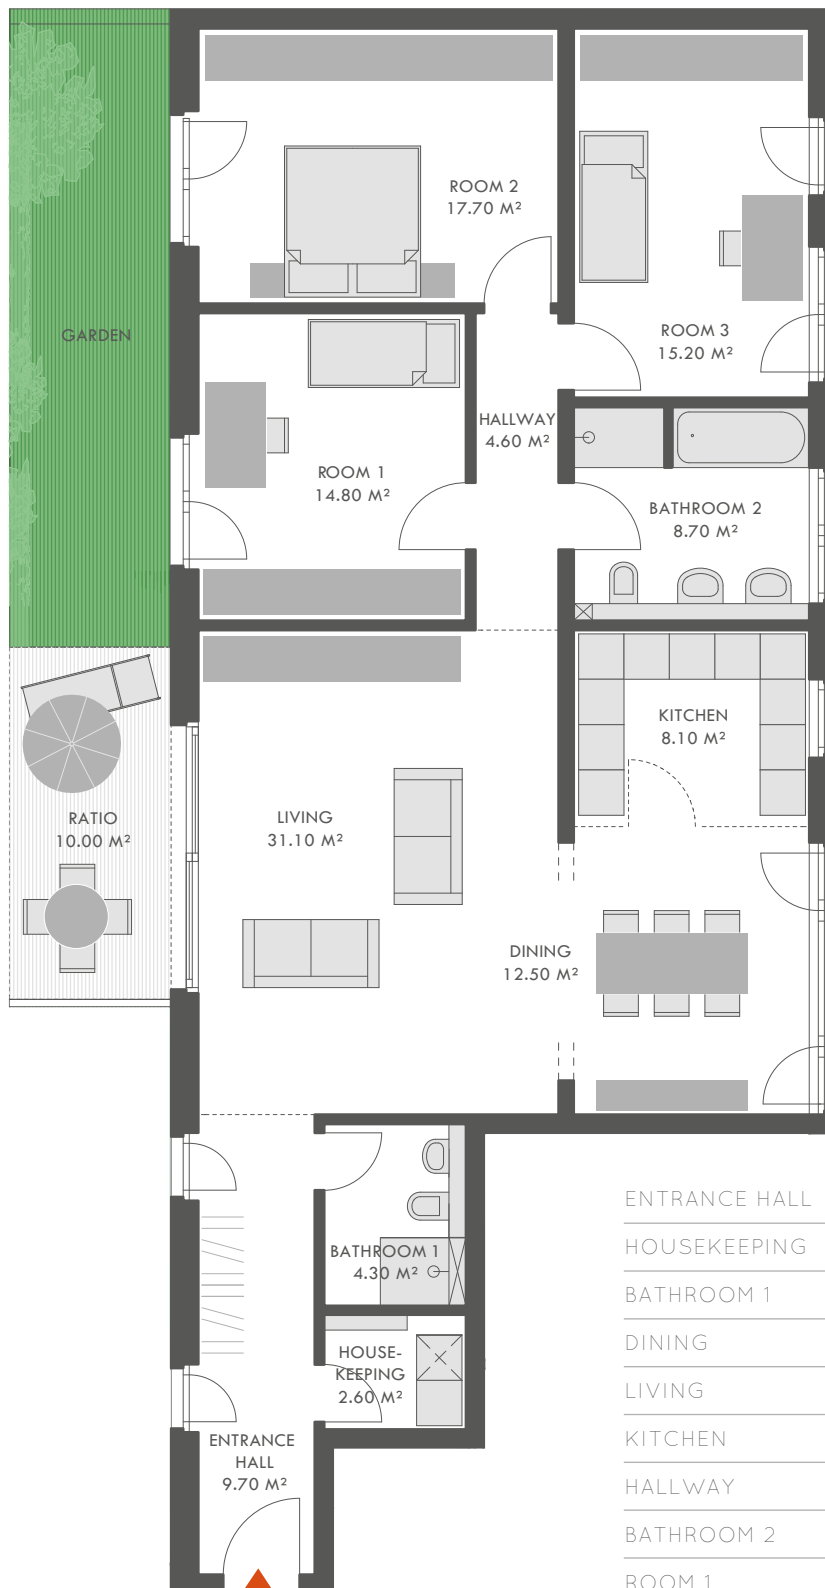 ROOM 2
17.70 M²
GARDEN
ROOM 3
15.20 M²
HALLWAY
4.60 M²
ROOM 1
14.80 M²
BATHROOM 2
8.70 M²
KITCHEN
8.10 M²
RATIO
10.00 M²
LIVING
31.10 M²
DINING
12.50 M²
BATHROOM 1
4.30 M²
HOUSE-
KEEPING
2.60 M²
ENTRANCE
HALL
9.70 M²
ENTRANCE HALL
HOUSEKEEPING
BATHROOM 1
DINING
LIVING
KITCHEN
HALLWAY
BATHROOM 2
ROOM 1